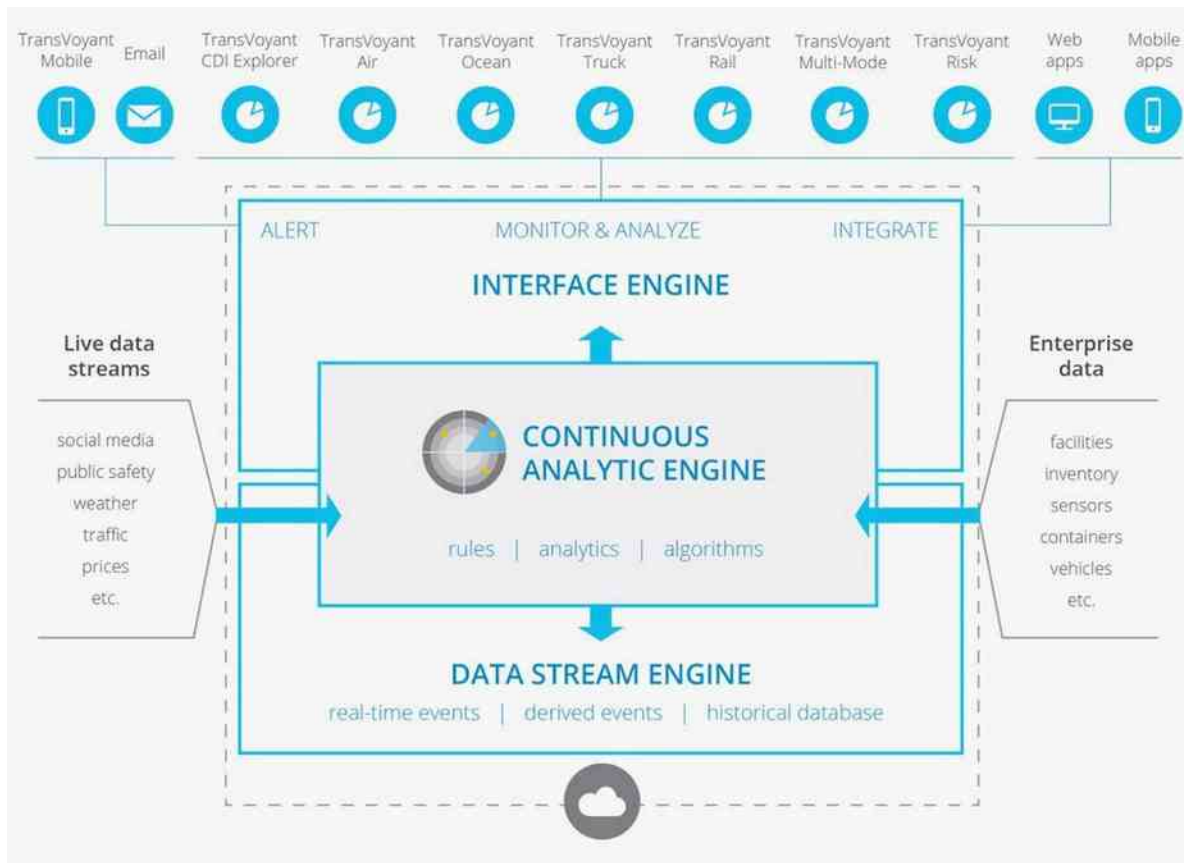 TransVoyant
Mobile
Email
TransVoyant
CDI Explorer
TransVoyant
Air
TransVoyant
Ocean
TransVoyant
Truck
TransVoyant
Rail
TransVoyant
Multi-Mode
TransVoyant
Risk
Web
apps
Mobile
apps
ALERT
MONITOR & ANALYZE
INTEGRATE
INTERFACE ENGINE
Live data
streams
social media
public safety
weather
traffic
prices
etc.
CONTINUOUS
ANALYTIC ENGINE
rules | analytics | algorithms
Enterprise
data
facilities
inventory
sensors
containers
vehicles
etc.
DATA STREAM ENGINE
real-time events | derived events | historical database